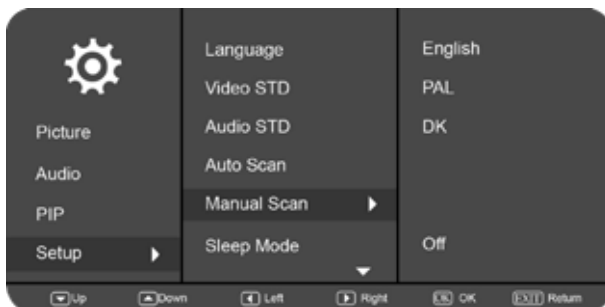 Language English
Video STD PAL
Picture Audio STD DK
Audio Auto Scan
PIP Manual Scan
Setup Sleep Mode Off
Up Down Left Right OK OK EXIT Return